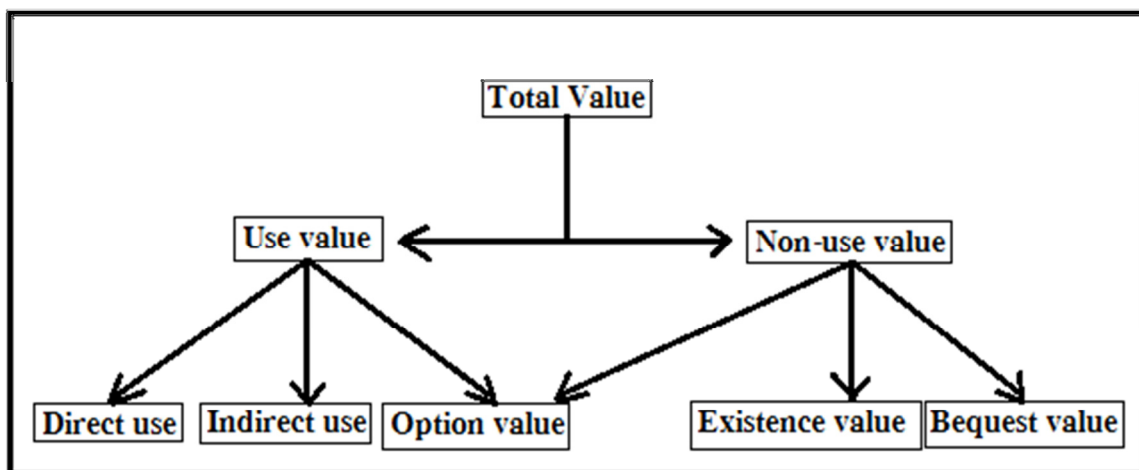 Total Value
Use value
Non-use value
Direct use
Indirect use
Option value
Existence value
Bequest value